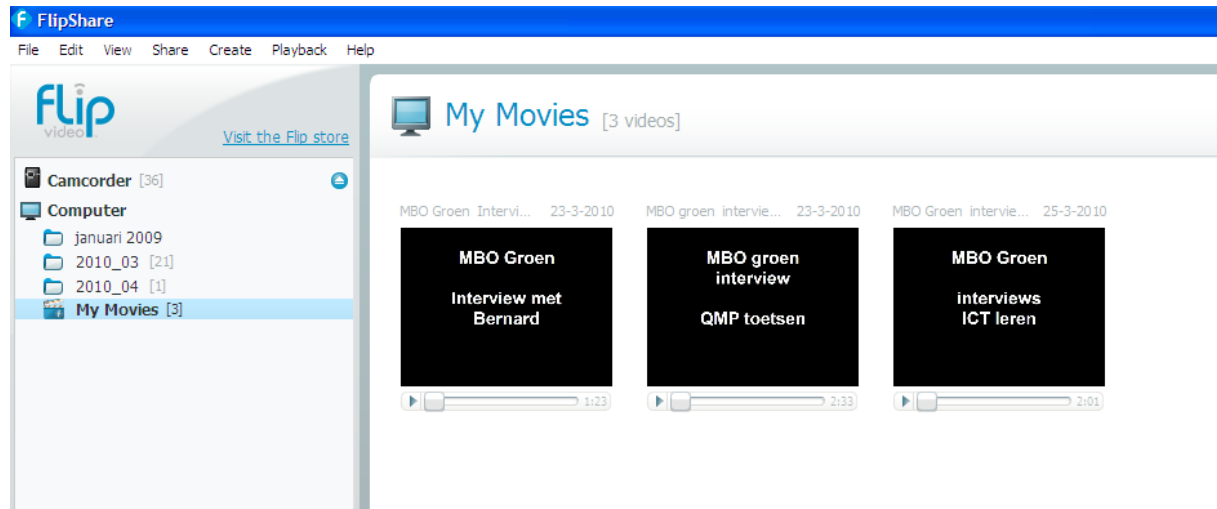 FlipShare
File Edit View Share Create Playback Help
flip
video
Visit the Flip store
Camcorder [36]
Computer
januari 2009
2010_03 [21]
2010_04 [1]
My Movies [3]
My Movies [3 videos]
MBO Groen Intervi... 23-3-2010
MBO Groen
Interview met
Bernard
1:23
MBO groen intervie... 23-3-2010
MBO groen
interview
QMP toetsen
2:33
MBO Groen intervie... 25-3-2010
MBO Groen
interviews
ICT leren
2:01